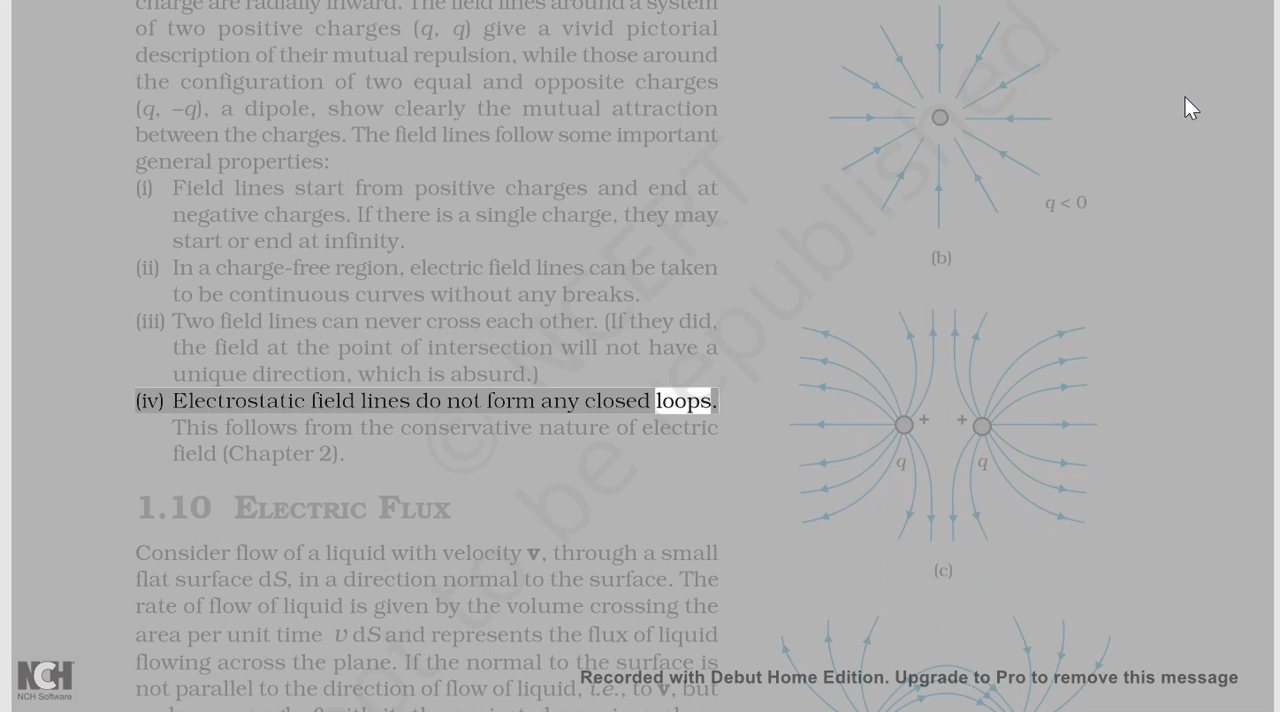 charge are radially inward. The field lines around a system
of two positive charges (q, q) give a vivid pictorial
description of their mutual repulsion, while those around
the configuration of two equal and opposite charges
(q, –q), a dipole, show clearly the mutual attraction
between the charges. The field lines follow some important
general properties:
(i) Field lines start from positive charges and end at
negative charges. If there is a single charge, they may
start or end at infinity.
(ii) In a charge-free region, electric field lines can be taken
to be continuous curves without any breaks.
(iii) Two field lines can never cross each other. (If they did,
the field at the point of intersection will not have a
unique direction, which is absurd.)
(iv) Electrostatic field lines do not form any closed loops.
This follows from the conservative nature of electric
field (Chapter 2).
1.10 ELECTRIC FLUX
Consider flow of a liquid with velocity v, through a small
flat surface dS, in a direction normal to the surface. The
rate of flow of liquid is given by the volume crossing the
area per unit time v dS and represents the flux of liquid
flowing across the plane. If the normal to the surface is
not parallel to the direction of flow of liquid, i.e., to v, but
q < 0
(b)
+ +
q q
(c)
© NCERT
not to be republished
NCH
NCH Software
Recorded with Debut Home Edition. Upgrade to Pro to remove this message